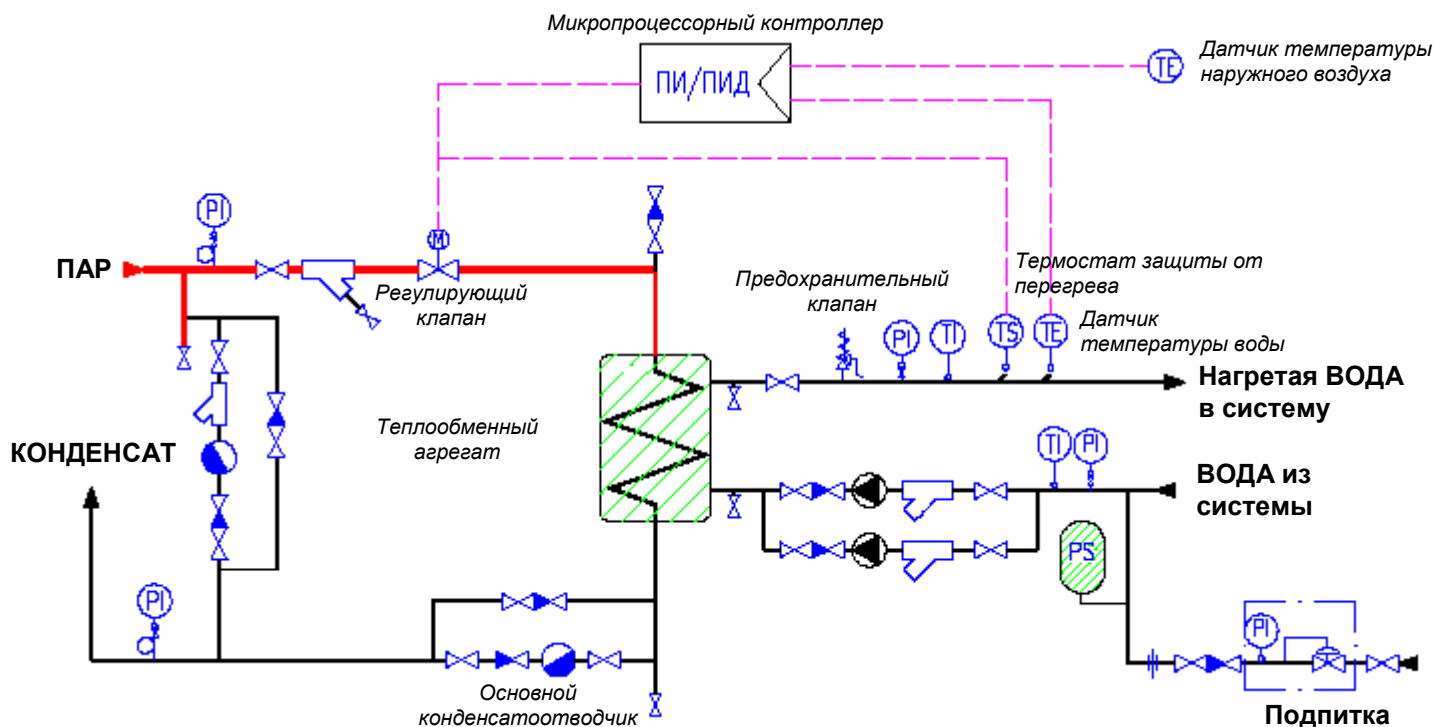 Микропроцессорный контроллер
ПИ/ПИД
TE
Датчик температуры
наружного воздуха
PI
M
ПАР
Регулирующий
клапан
Предохранительный
клапан
Термостат защиты от
перегрева
PI
TI
TS
TE
Датчик
температуры воды
Нагретая ВОДА
в систему
Теплообменный
агрегат
КОНДЕНСАТ
TI
PI
ВОДА из
системы
PS
PI
PI
Основной
конденсатоотводчик
Подпитка